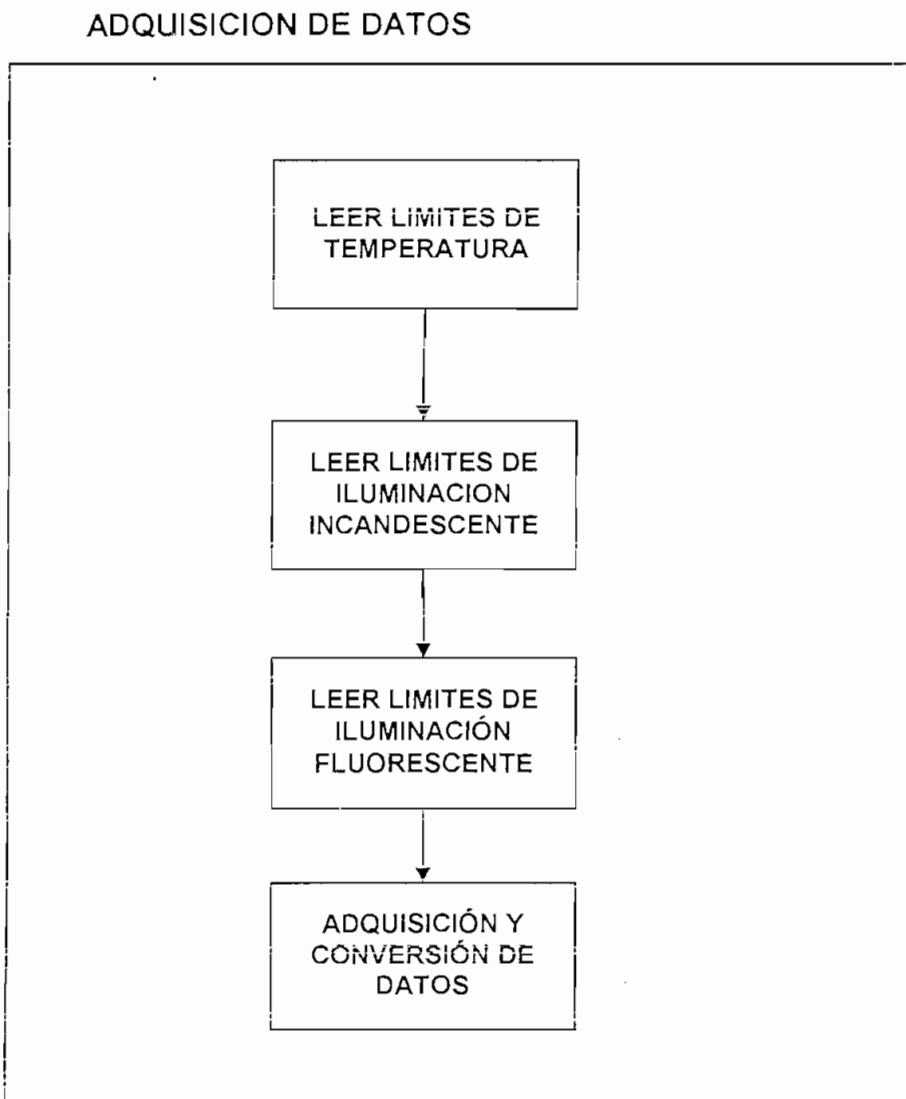 ADQUISICION DE DATOS
LEER LIMITES DE
TEMPERATURA
LEER LIMITES DE
ILUMINACION
INCANDESCENTE
LEER LIMITES DE
ILUMINACIÓN
FLUORESCENTE
ADQUISICIÓN Y
CONVERSIÓN DE
DATOS